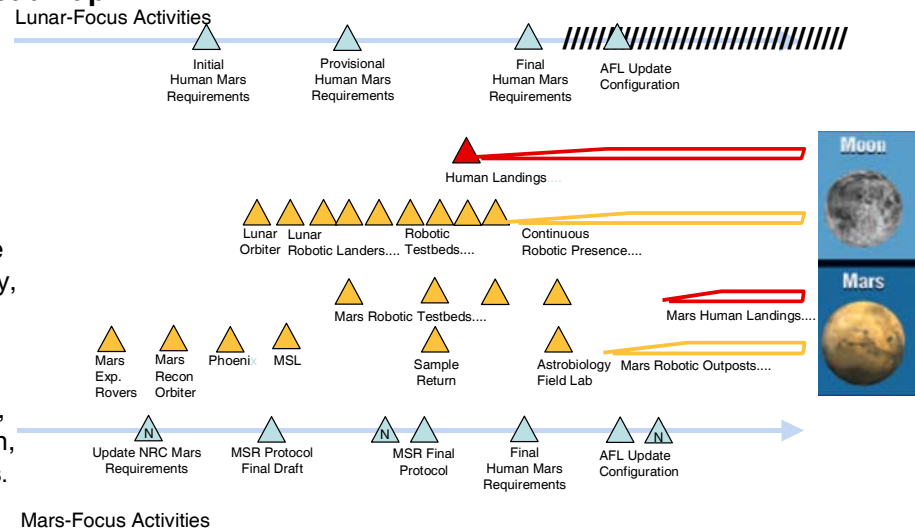 Lunar-Focus Activities
Initial
Human Mars
Requirements
Provisional
Human Mars
Requirements
Final
Human Mars
Requirements
AFL Update
Configuration
Human Landings....
Moon
Lunar
Orbiter
Lunar
Robotic Landers....
Robotic
Testbeds....
Continuous
Robotic Presence....
Mars
Mars Robotic Testbeds....
Mars Human Landings....
Mars
Exp.
Rovers
Mars
Recon
Orbiter
Phoenix
MSL
Sample
Return
Astrobiology
Field Lab
Mars Robotic Outposts....
N
Update NRC Mars
Requirements
MSR Protocol
Final Draft
N
MSR Final
Protocol
Final
Human Mars
Requirements
AFL Update
Configuration
N
Mars-Focus Activities